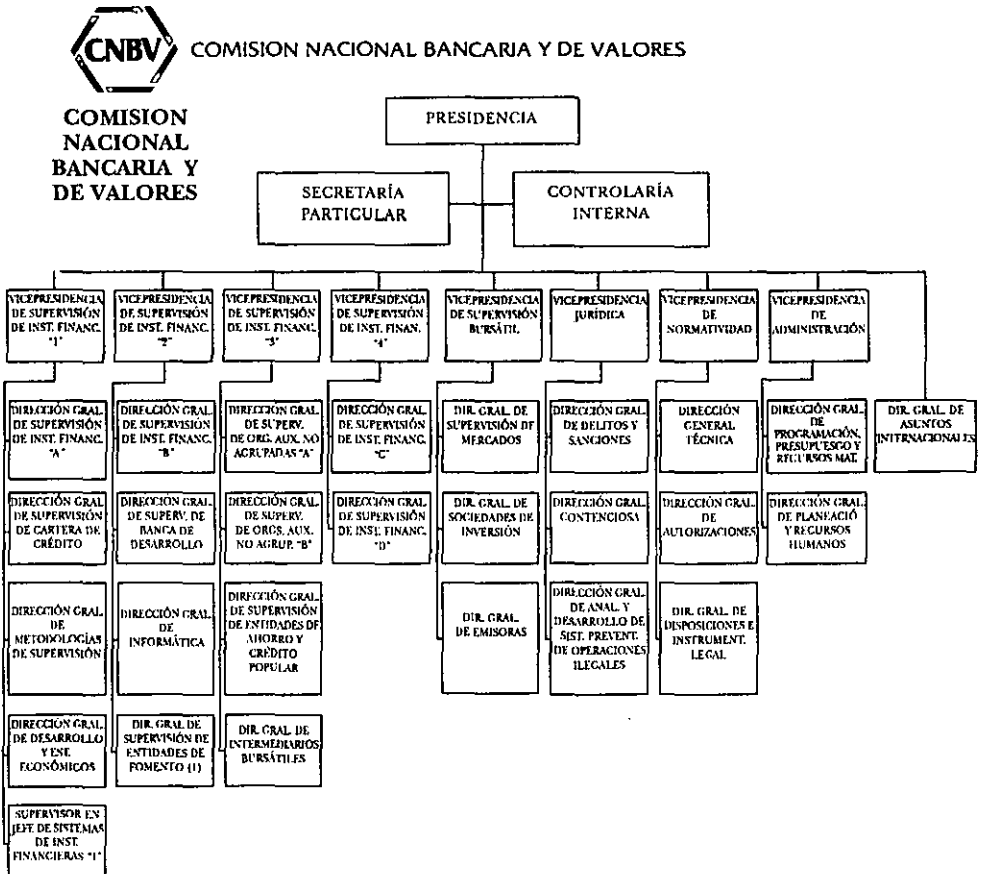 CNBV
COMISION NACIONAL BANCARIA Y DE VALORES
COMISION
NACIONAL
BANCARIA Y
DE VALORES
PRESIDENCIA
SECRETARÍA
PARTICULAR
CONTROLARÍA
INTERNA
VICEPRESIDENCIA
DE SUPERVISIÓN
DE INST. FINANC.
"1"
VICEPRESIDENCIA
DE SUPERVISIÓN
DE INST. FINANC.
"2"
VICEPRESIDENCIA
DE SUPERVISIÓN
DE INST. FINANC.
"3"
VICEPRESIDENCIA
DE SUPERVISIÓN
DE INST. FINAN.
"4"
VICEPRESIDENCIA
DE SUPERVISIÓN
BURSÁTIL
VICEPRESIDENCIA
JURÍDICA
VICEPRESIDENCIA
DE
NORMATIVIDAD
VICEPRESIDENCIA
DE
ADMINISTRACIÓN
DIRECCIÓN GRAL.
DE SUPERVISIÓN
DE INST. FINANC.
"A"
DIRECCIÓN GRAL.
DE SUPERVISIÓN
DE INST. FINANC.
"B"
DIRECCIÓN GRAL.
DE SUPERV.
DE ORG. AUX. NO
AGRUPADAS "A"
DIRECCIÓN GRAL.
DE SUPERVISIÓN
DE INST. FINANC.
"C"
DIR. GRAL. DE
SUPERVISIÓN DE
MERCADOS
DIRECCIÓN GRAL.
DE DELITOS Y
SANCIONES
DIRECCIÓN
GENERAL
TÉCNICA
DIRECCIÓN GRAL.
DE
PROGRAMACIÓN,
PRESUPUESGO Y
RECURSOS MAT.
DIR. GRAL. DE
ASUNTOS
INTERNACIONALES
DIRECCIÓN GRAL.
DE SUPERVISIÓN
DE CARTERA DE
CRÉDITO
DIRECCION GRAL.
DE SUPERV. DE
BANCA DE
DESARROLLO
DIRECCIÓN GRAL.
DE SUPERV.
DE ORGS. AUX.
NO AGRUP. "B"
DIRECCIÓN GRAL.
DE SUPERVISIÓN
DE INST. FINANC.
"D"
DIR. GRAL. DE
SOCIEDADES DE
INVERSIÓN
DIRECCIÓN GRAL.
CONTENCIOSA
DIRECCIÓN GRAL.
DE
AUTORIZACIONES
DIRECCIÓN GRAL.
DE PLANEACIÓ
Y RECURSOS
HUMANOS
DIRECCIÓN GRAL.
DE
METODOLOGÍAS
DE SUPERVISIÓN
DIRECCIÓN GRAL.
DE
INFORMÁTICA
DIRECCIÓN GRAL.
DE SUPERVISIÓN
DE ENTIDADES DE
AHORRO Y
CRÉDITO
POPULAR
DIR. GRAL.
DE EMISORAS
DIRECCIÓN GRAL.
DE ANAL. Y
DESARROLLO DE
SIST. PREVENT.
DE OPERACIONES
ILEGALES
DIR. GRAL. DE
DISPOSICIONES E
INSTRUMENT.
LEGAL
DIRECCIÓN GRAL.
DE DESARROLLO
Y EST.
ECONÓMICOS
DIR. GRAL. DE
SUPERVISIÓN DE
ENTIDADES DE
FOMENTO (1)
DIR. GRAL. DE
INTERMEDIARIOS
BURSÁTILES
SUPERVISOR EN
JEFE DE SISTEMAS
DE INST.
FINANCIERAS "1"